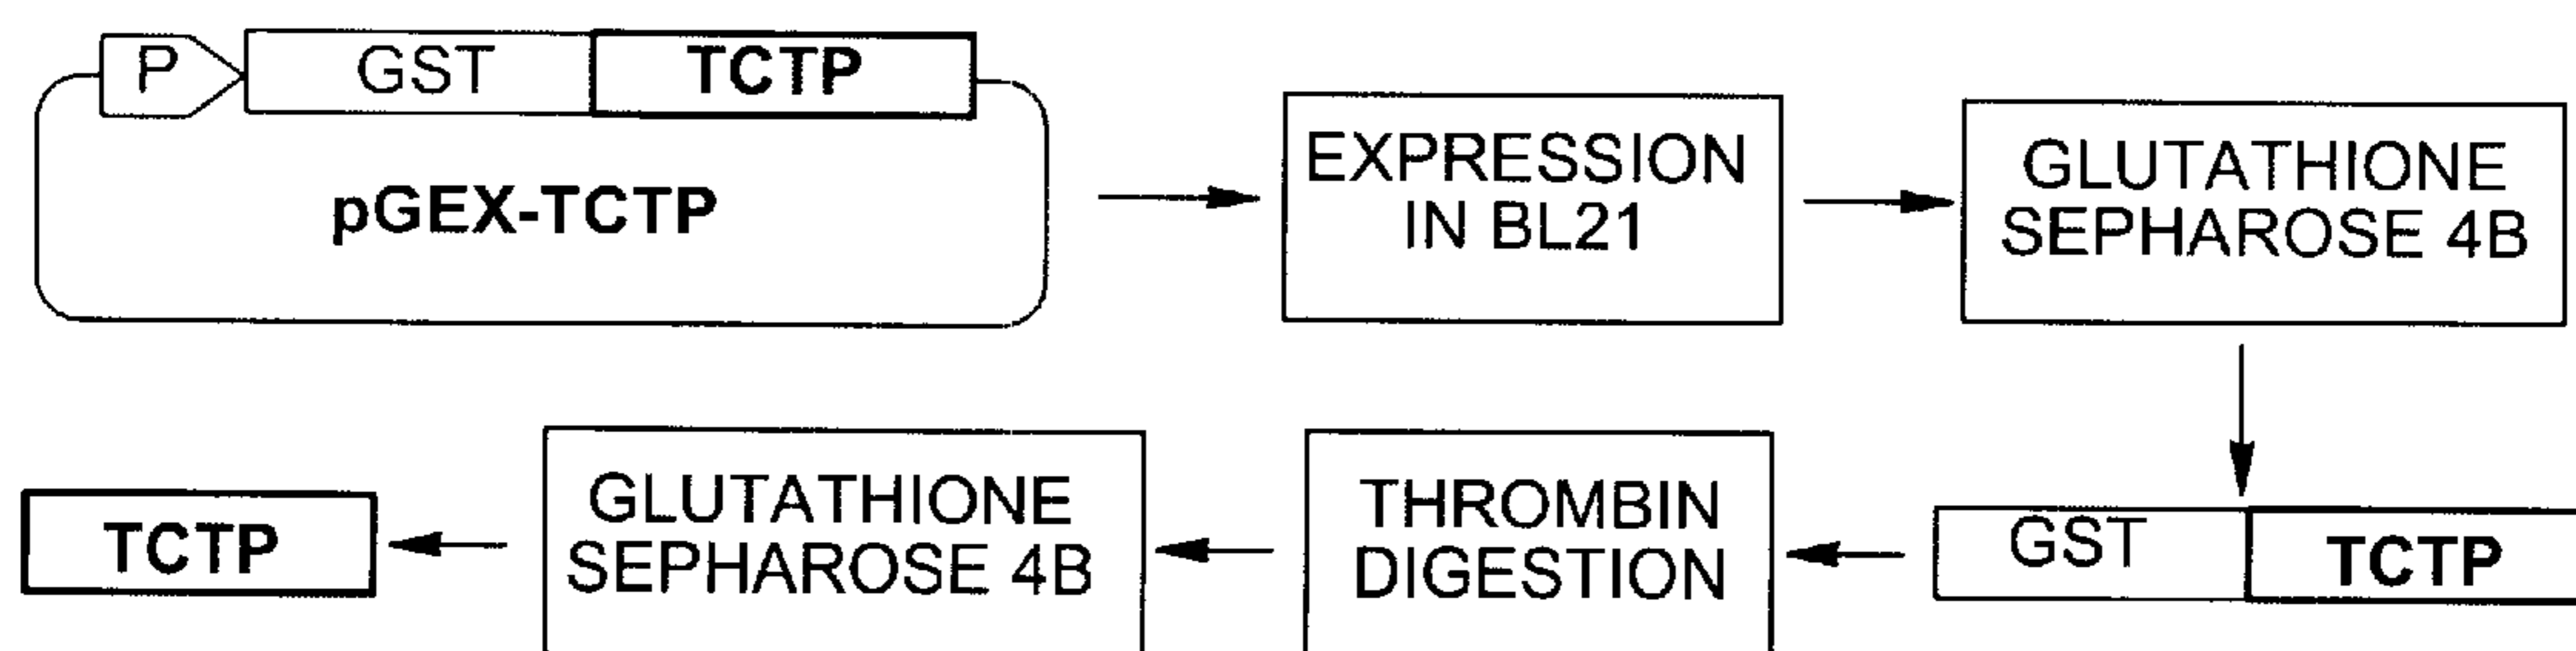 P GST TCTP
pGEX-TCTP
EXPRESSION
IN BL21
GLUTATHIONE
SEPHAROSE 4B
GST TCTP
THROMBIN
DIGESTION
GLUTATHIONE
SEPHAROSE 4B
TCTP